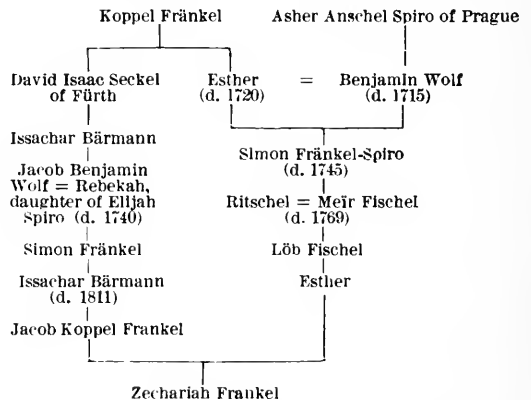 Koppel Fränkel Asher Anschel Spiro of Prague
David Isaac Seckel Esther = Benjamin Wolf
of Fürth (d. 1720) (d. 1715)
Issachar Bärmann
Simon Fränkel-Spiro
(d. 1745)
Jacob Benjamin
Wolf = Rebekah,
daughter of Elijah
Spiro (d. 1740)
Ritschel = Meïr Fischel
(d. 1769)
Simon Fränkel Löb Fischel
Issachar Bärmann Esther
(d. 1811)
Jacob Koppel Frankel
Zechariah Frankel